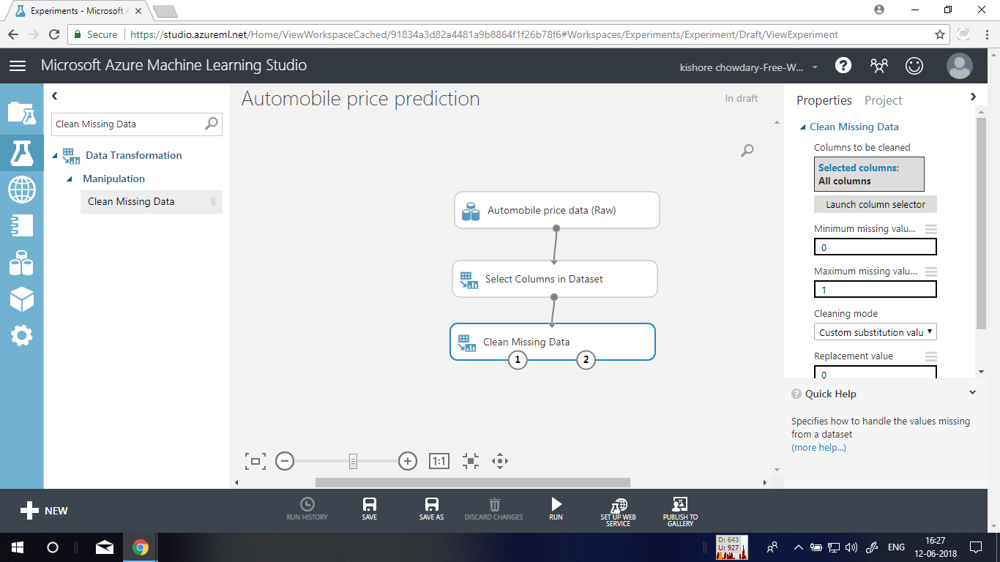 Experiments - Microsoft A
Secure
https://studio.azureml.net/Home/ViewWorkspaceCached/91834a3d82a4481a9b8864f1f26b78f6#Workspaces/Experiments/Experiment/Draft/ViewExperiment
Microsoft Azure Machine Learning Studio
kishore chowdary-Free-W...
?
Clean Missing Data
Data Transformation
Manipulation
Clean Missing Data
Automobile price prediction
In draft
Automobile price data (Raw)
Select Columns in Dataset
Clean Missing Data
1
2
1:1
Properties
Project
Clean Missing Data
Columns to be cleaned
Selected columns:
All columns
Launch column selector
Minimum missing valu...
0
Maximum missing valu...
1
Cleaning mode
Custom substitution valu
Replacement value
0
? Quick Help
Specifies how to handle the values missing
from a dataset
(more help...)
NEW
RUN HISTORY
SAVE
SAVE AS
DISCARD CHANGES
RUN
SET UP WEB
SERVICE
PUBLISH TO
GALLERY
D: 643
U: 927
ENG
16:27
12-06-2018